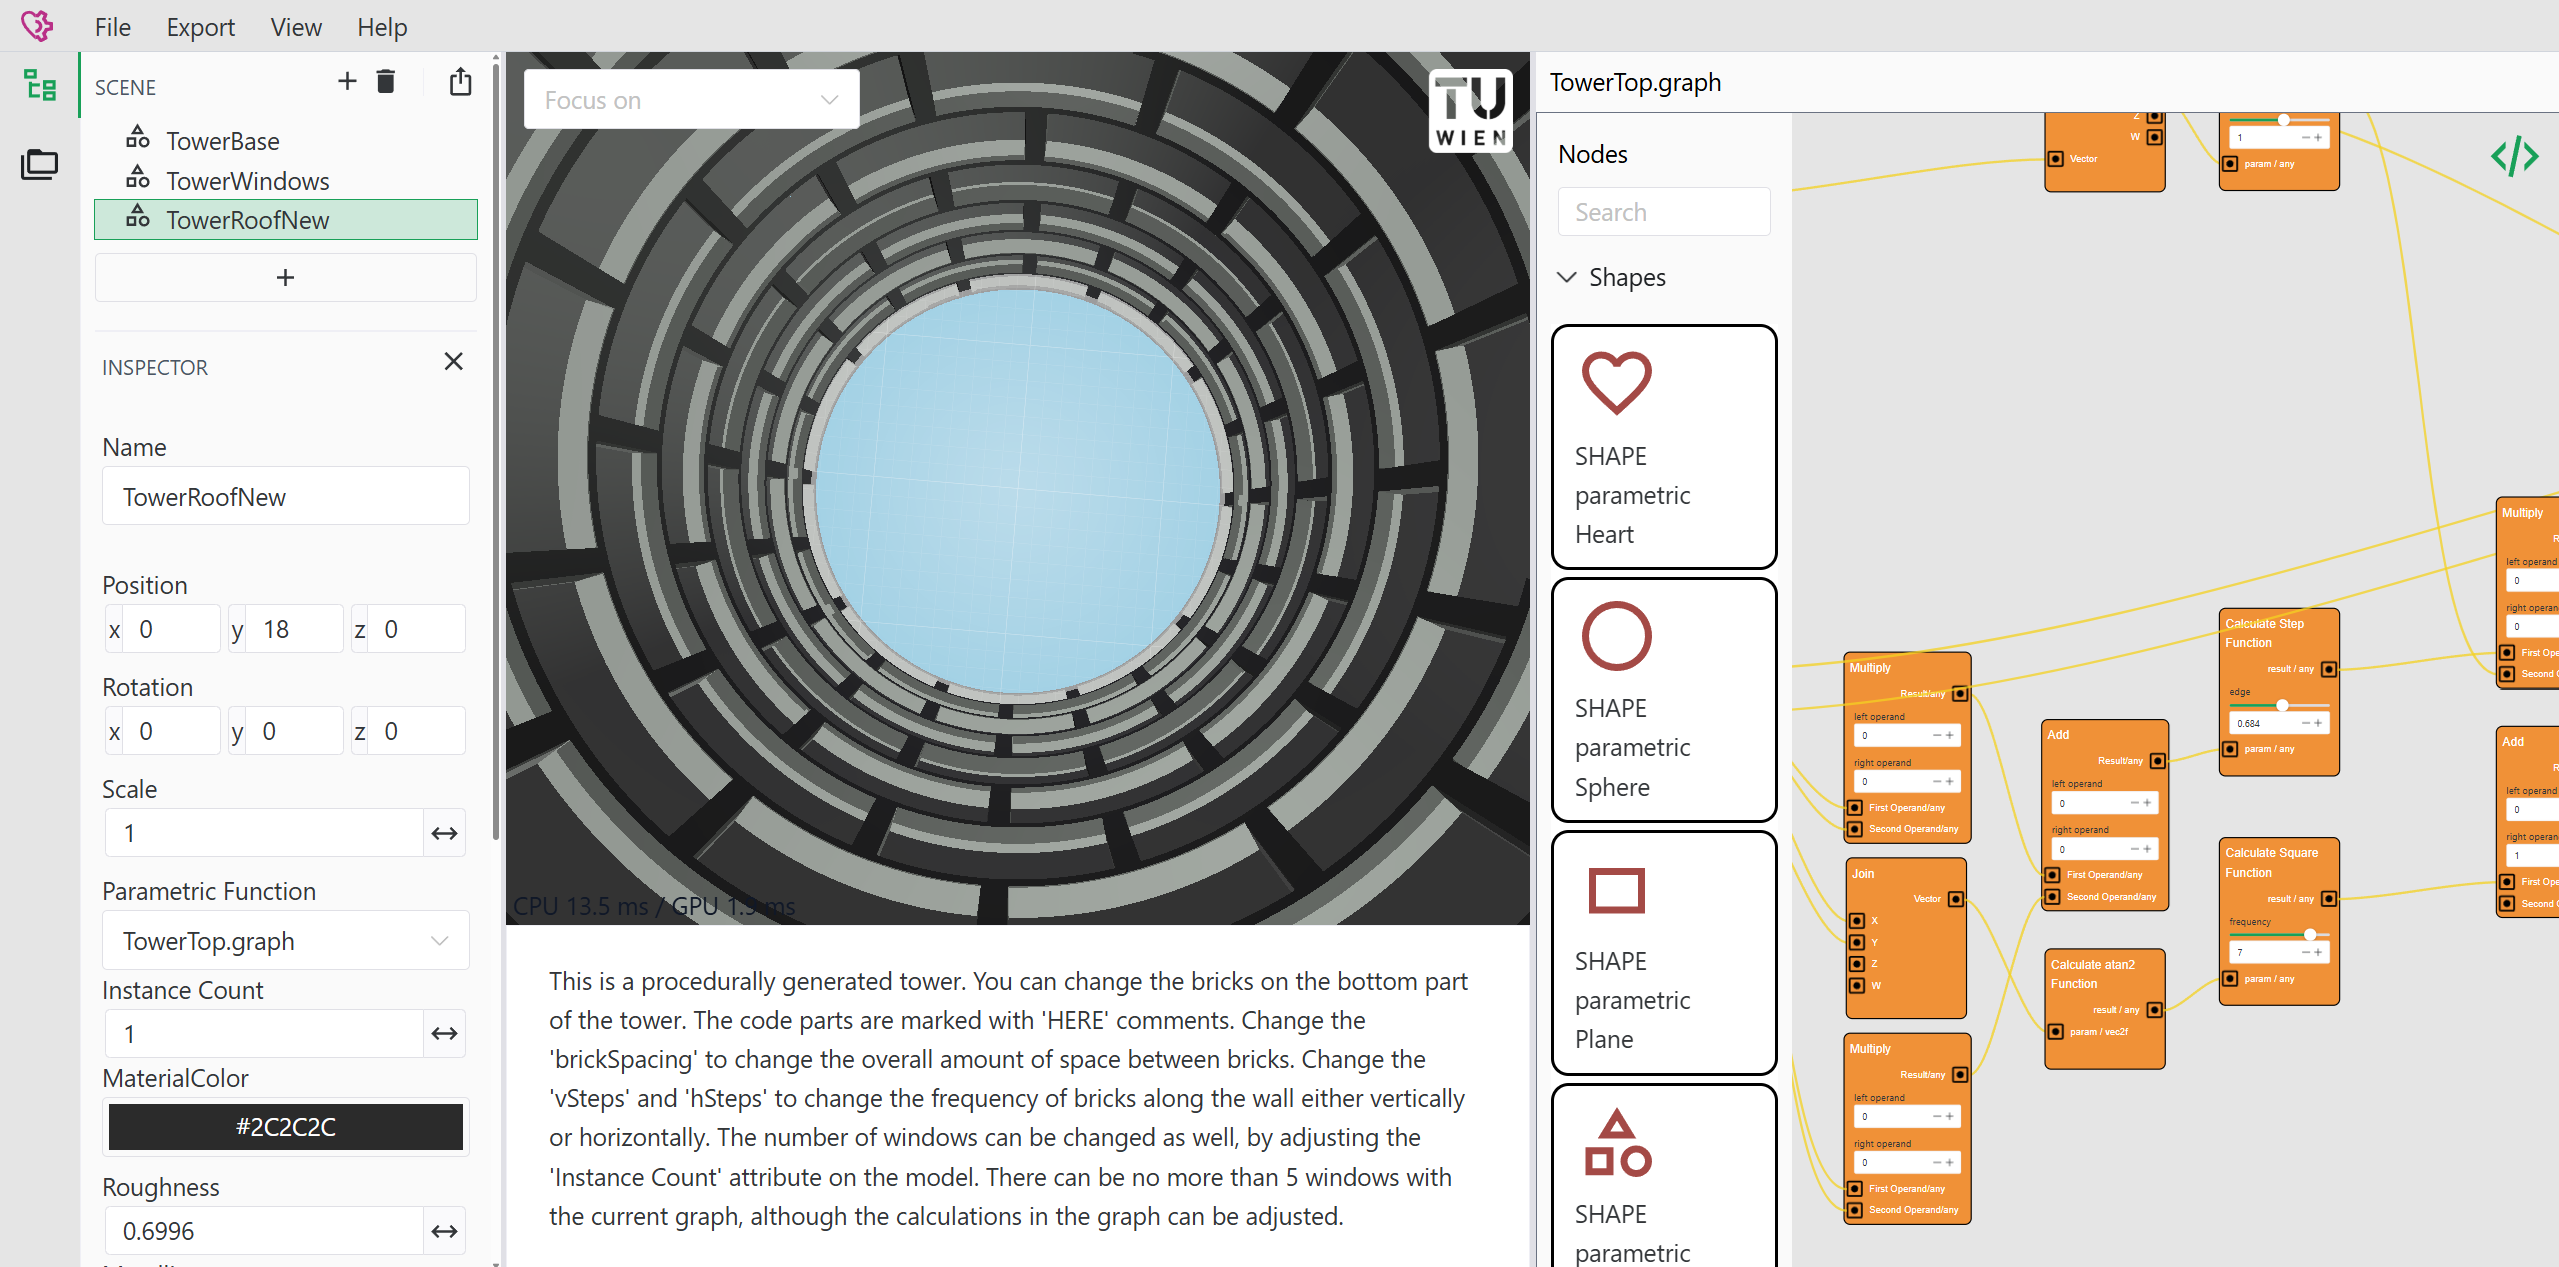 File Export View Help
SCENE
TowerBase
TowerWindows
TowerRoofNew
INSPECTOR
Name
TowerRoofNew
Position
x 0 y 18 z 0
Rotation
x 0 y 0 z 0
Scale
1
Parametric Function
TowerTop.graph
Instance Count
1
MaterialColor
#2C2C2C
Roughness
0.6996
Focus on
TU
WIEN
CPU 13.5 ms / GPU 1.9 ms
This is a procedurally generated tower. You can change the bricks on the bottom part
of the tower. The code parts are marked with 'HERE' comments. Change the
'brickSpacing' to change the overall amount of space between bricks. Change the
'vSteps' and 'hSteps' to change the frequency of bricks along the wall either vertically
or horizontally. The number of windows can be changed as well, by adjusting the
'Instance Count' attribute on the model. There can be no more than 5 windows with
the current graph, although the calculations in the graph can be adjusted.
TowerTop.graph
Nodes
Search
Shapes
SHAPE
parametric
Heart
SHAPE
parametric
Sphere
SHAPE
parametric
Plane
SHAPE
parametric
Z
W
Vector
1
param / any
Multiply
Result/any
left operand
0
right operand
0
First Operand/any
Second Operand/any
Join
Vector
X
Y
Z
W
Multiply
Result/any
left operand
0
right operand
0
First Operand/any
Second Operand/any
Add
Result/any
left operand
0
right operand
0
First Operand/any
Second Operand/any
Calculate atan2
Function
result / any
param / vec2f
Calculate Step
Function
result / any
edge
0.684
param / any
Calculate Square
Function
result / any
frequency
7
param / any
Multiply
R
left operand
0
right operan
0
First Ope
Second
Add
R
left operand
0
right operan
1
First Ope
Second